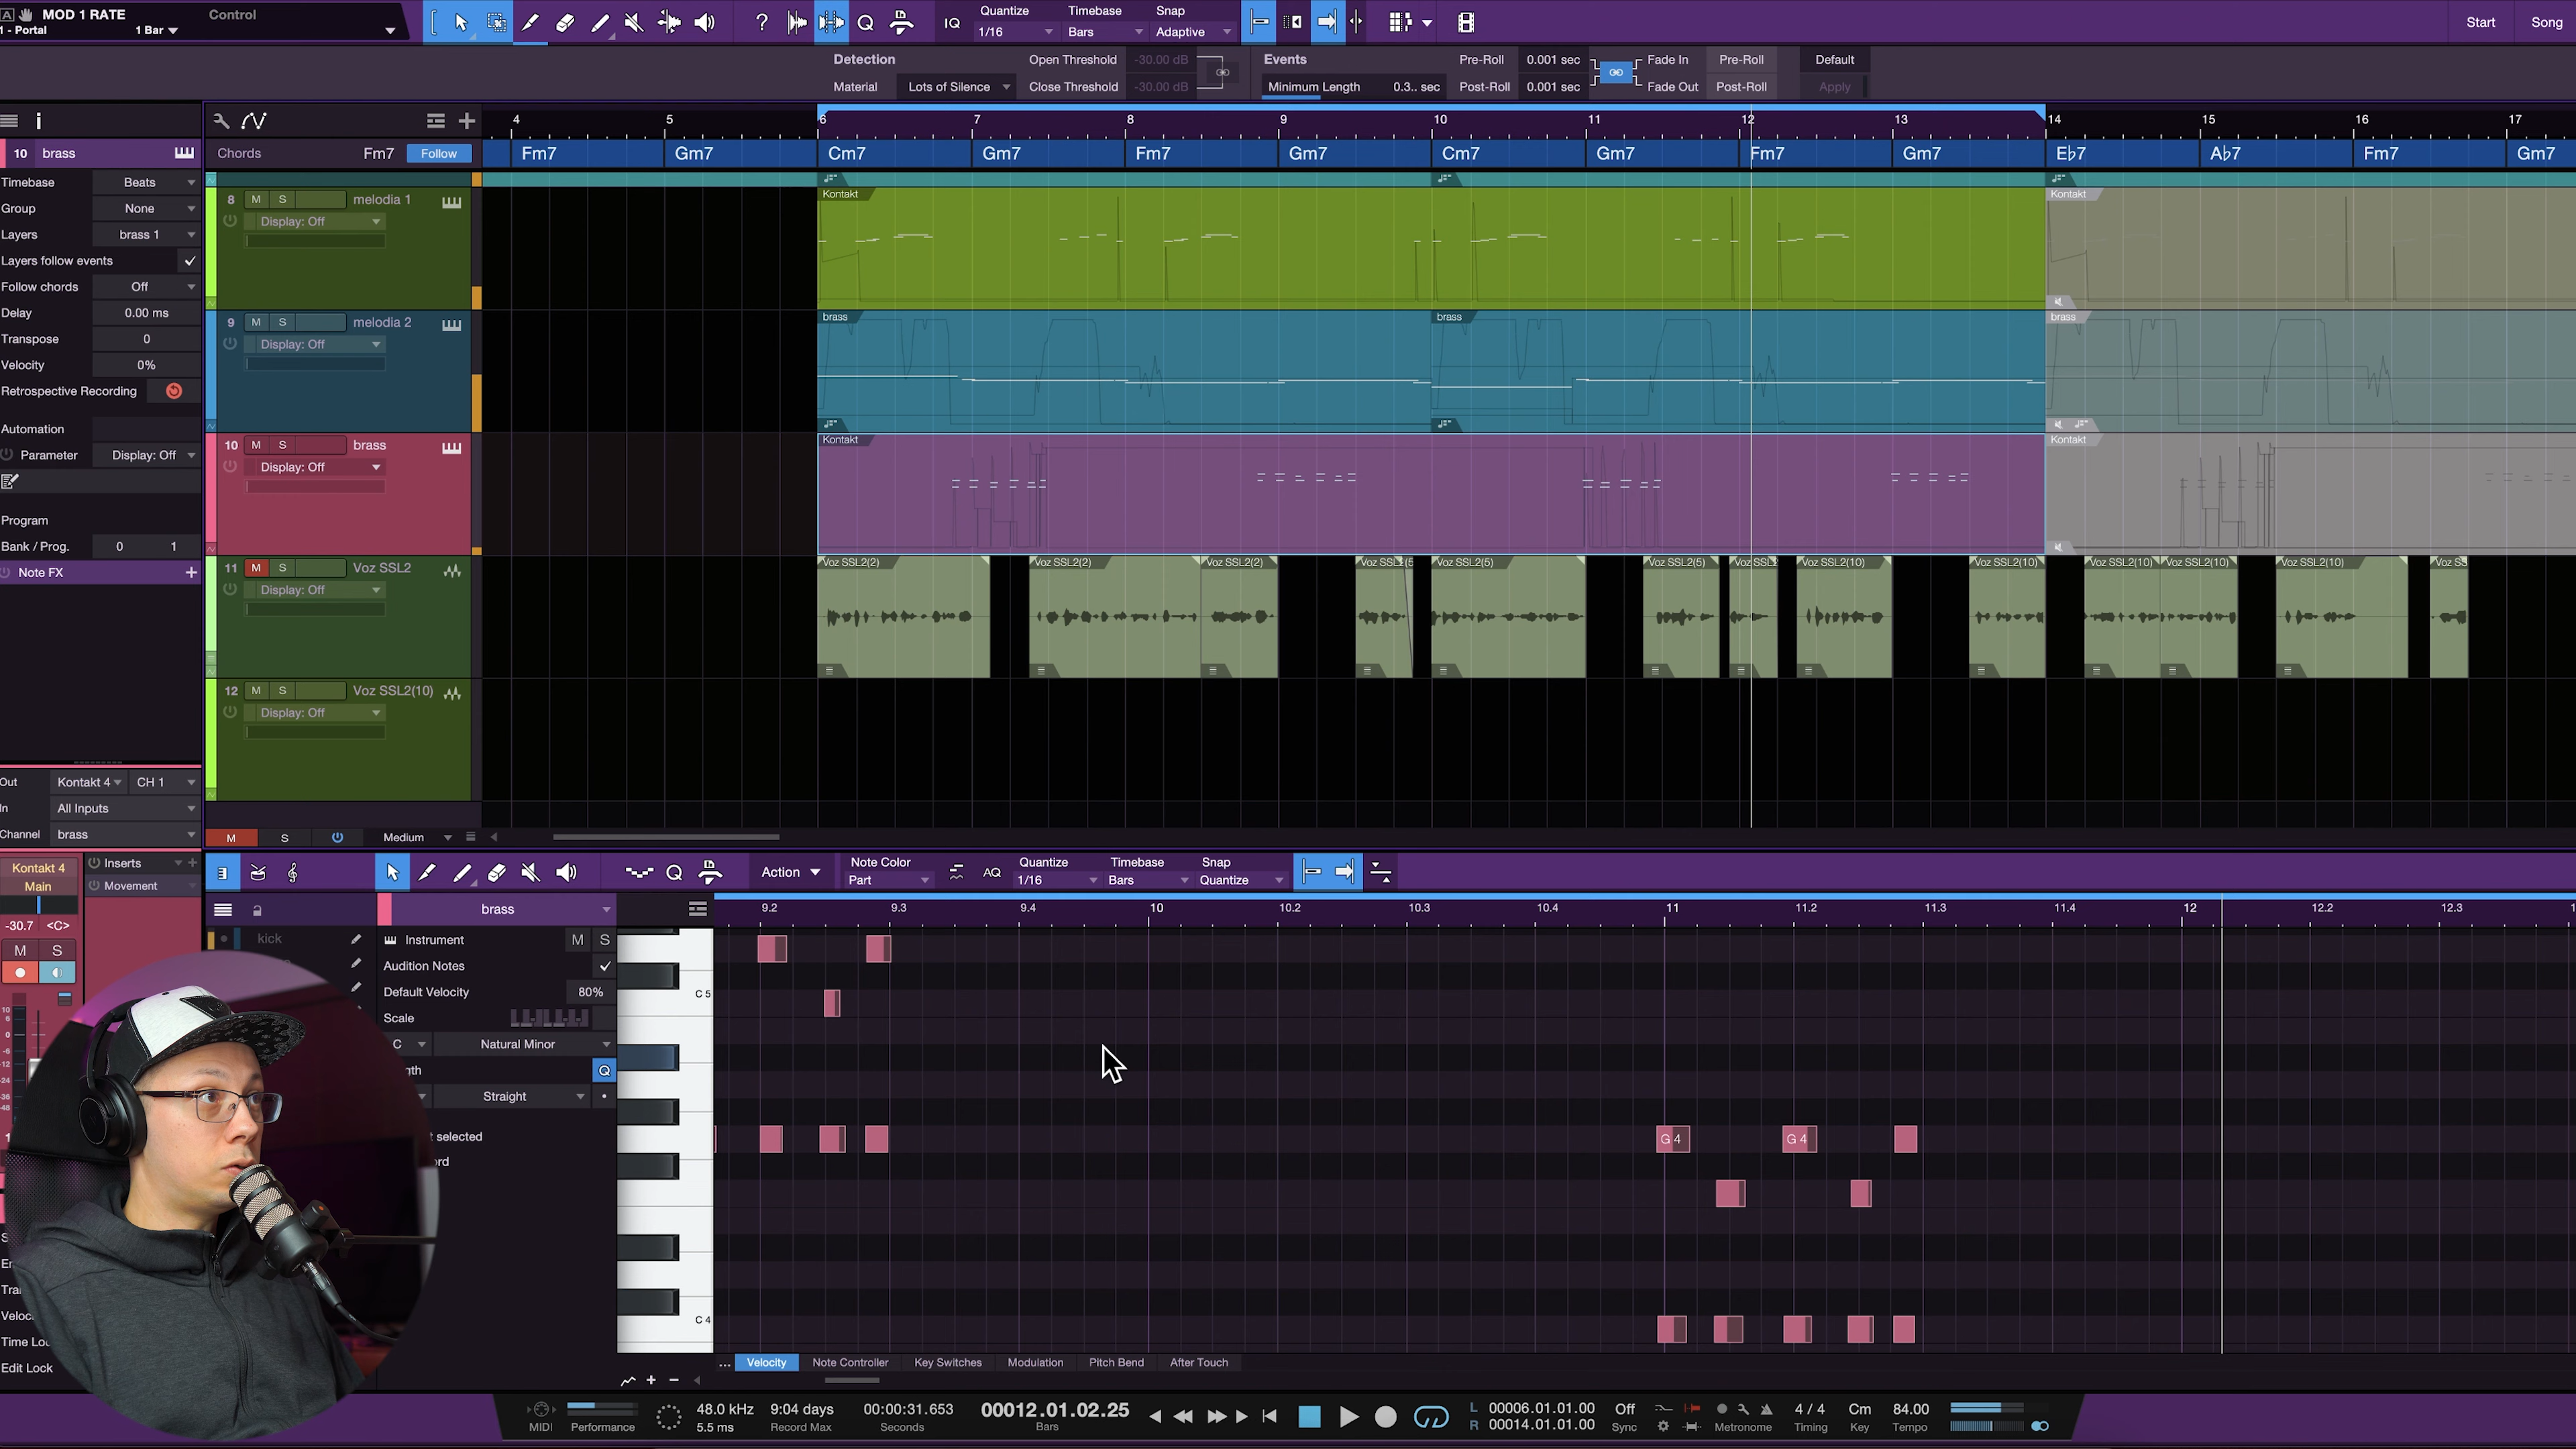 MOD 1 RATE
Control
1 - Portal
1 Bar
IQ
Quantize
1/16
Timebase
Bars
Snap
Adaptive
Start
Song
Detection
Material
Lots of Silence
Open Threshold
-30.00 dB
Close Threshold
-30.00 dB
Events
Minimum Length
0.3.. sec
Pre-Roll
0.001 sec
Post-Roll
0.001 sec
Fade In
Pre-Roll
Fade Out
Post-Roll
Default
Apply
4 5 6 7 8 9 10 11 12 13 14 15 16 17
10 brass
Chords
Fm7
Follow
Fm7 Gm7 Cm7 Gm7 Fm7 Gm7 Cm7 Gm7 Fm7 Gm7 E♭7 A♭7 Fm7 Gm7
Timebase Beats
Group None
Layers brass 1
Layers follow events
Follow chords Off
Delay 0.00 ms
Transpose 0
Velocity 0%
Retrospective Recording
Automation
Parameter Display: Off
Program
Bank / Prog. 0 1
Note FX
8 M S melodia 1
Display: Off
Kontakt
Kontakt
9 M S melodia 2
Display: Off
brass
brass
brass
10 M S brass
Display: Off
Kontakt
Kontakt
11 M S Voz SSL2
Display: Off
Voz SSL2(2) Voz SSL2(2) Voz SSL2(2) Voz SSL2(5) Voz SSL2(5) Voz SSL2(10) Voz SSL2(10) Voz SSL2(10) Voz SSL2(10) Voz SSL2(10)
12 M S Voz SSL2(10)
Display: Off
Out Kontakt 4 CH 1
In All Inputs
Channel brass
M S Medium
Kontakt 4
Main
Inserts
Movement
-30.7 <C>
M S
Action
Note Color
Part
AQ
Quantize
1/16
Timebase
Bars
Snap
Quantize
brass
9.2 9.3 9.4 10 10.2 10.3 10.4 11 11.2 11.3 11.4 12 12.2 12.3
kick
Instrument M S
Audition Notes
Default Velocity 80%
Scale
C Natural Minor
Q
Straight
selected
C 5
G 4
G 4
C 4
Time
Edit Lock
Velocity Note Controller Key Switches Modulation Pitch Bend After Touch
MIDI
Performance
48.0 kHz
5.5 ms
9:04 days
Record Max
00:00:31.653
Seconds
00012.01.02.25
Bars
L 00006.01.01.00
R 00014.01.01.00
Off
Sync
Metronome
4 / 4
Timing
Cm
Key
84.00
Tempo